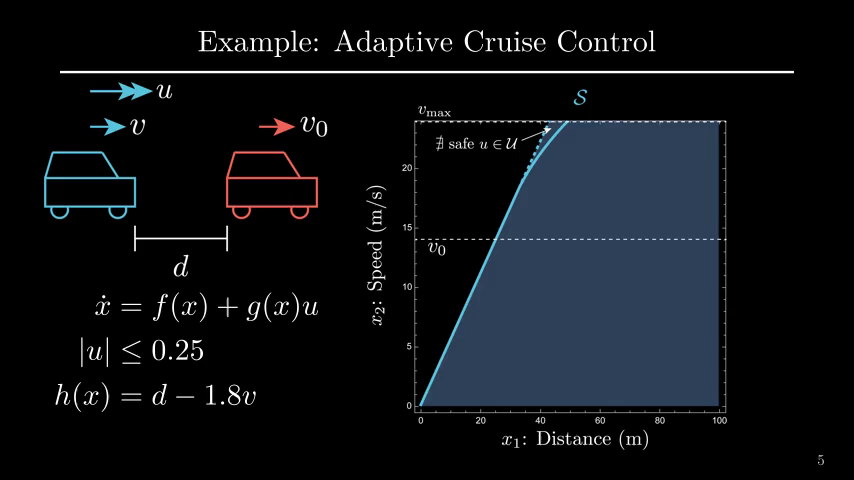 Example: Adaptive Cruise Control
u
v
v₀
d
ẋ = f(x) + g(x)u
|u| ≤ 0.25
h(x) = d − 1.8v
𝒮
v_max
∄ safe u ∈ 𝒰
v₀
20
15
10
5
0
x₂: Speed (m/s)
0 20 40 60 80 100
x₁: Distance (m)
5